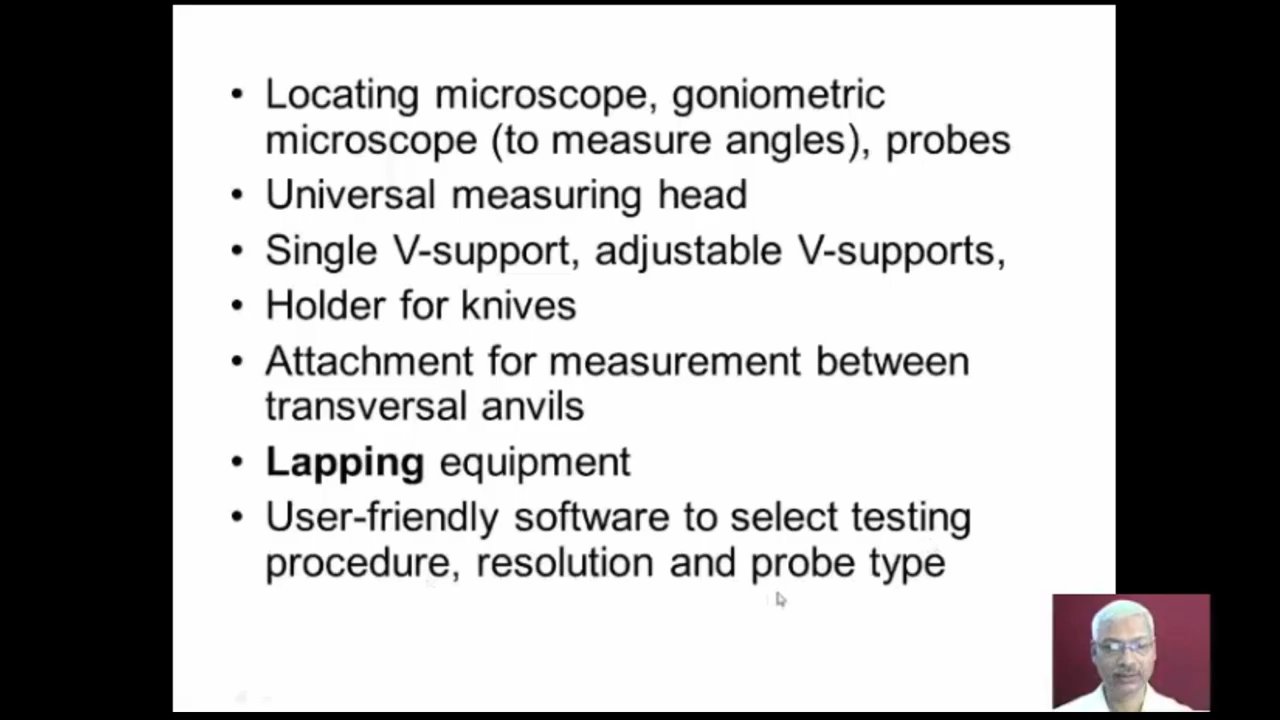 • Locating microscope, goniometric
microscope (to measure angles), probes
• Universal measuring head
• Single V-support, adjustable V-supports,
• Holder for knives
• Attachment for measurement between
transversal anvils
• Lapping equipment
• User-friendly software to select testing
procedure, resolution and probe type